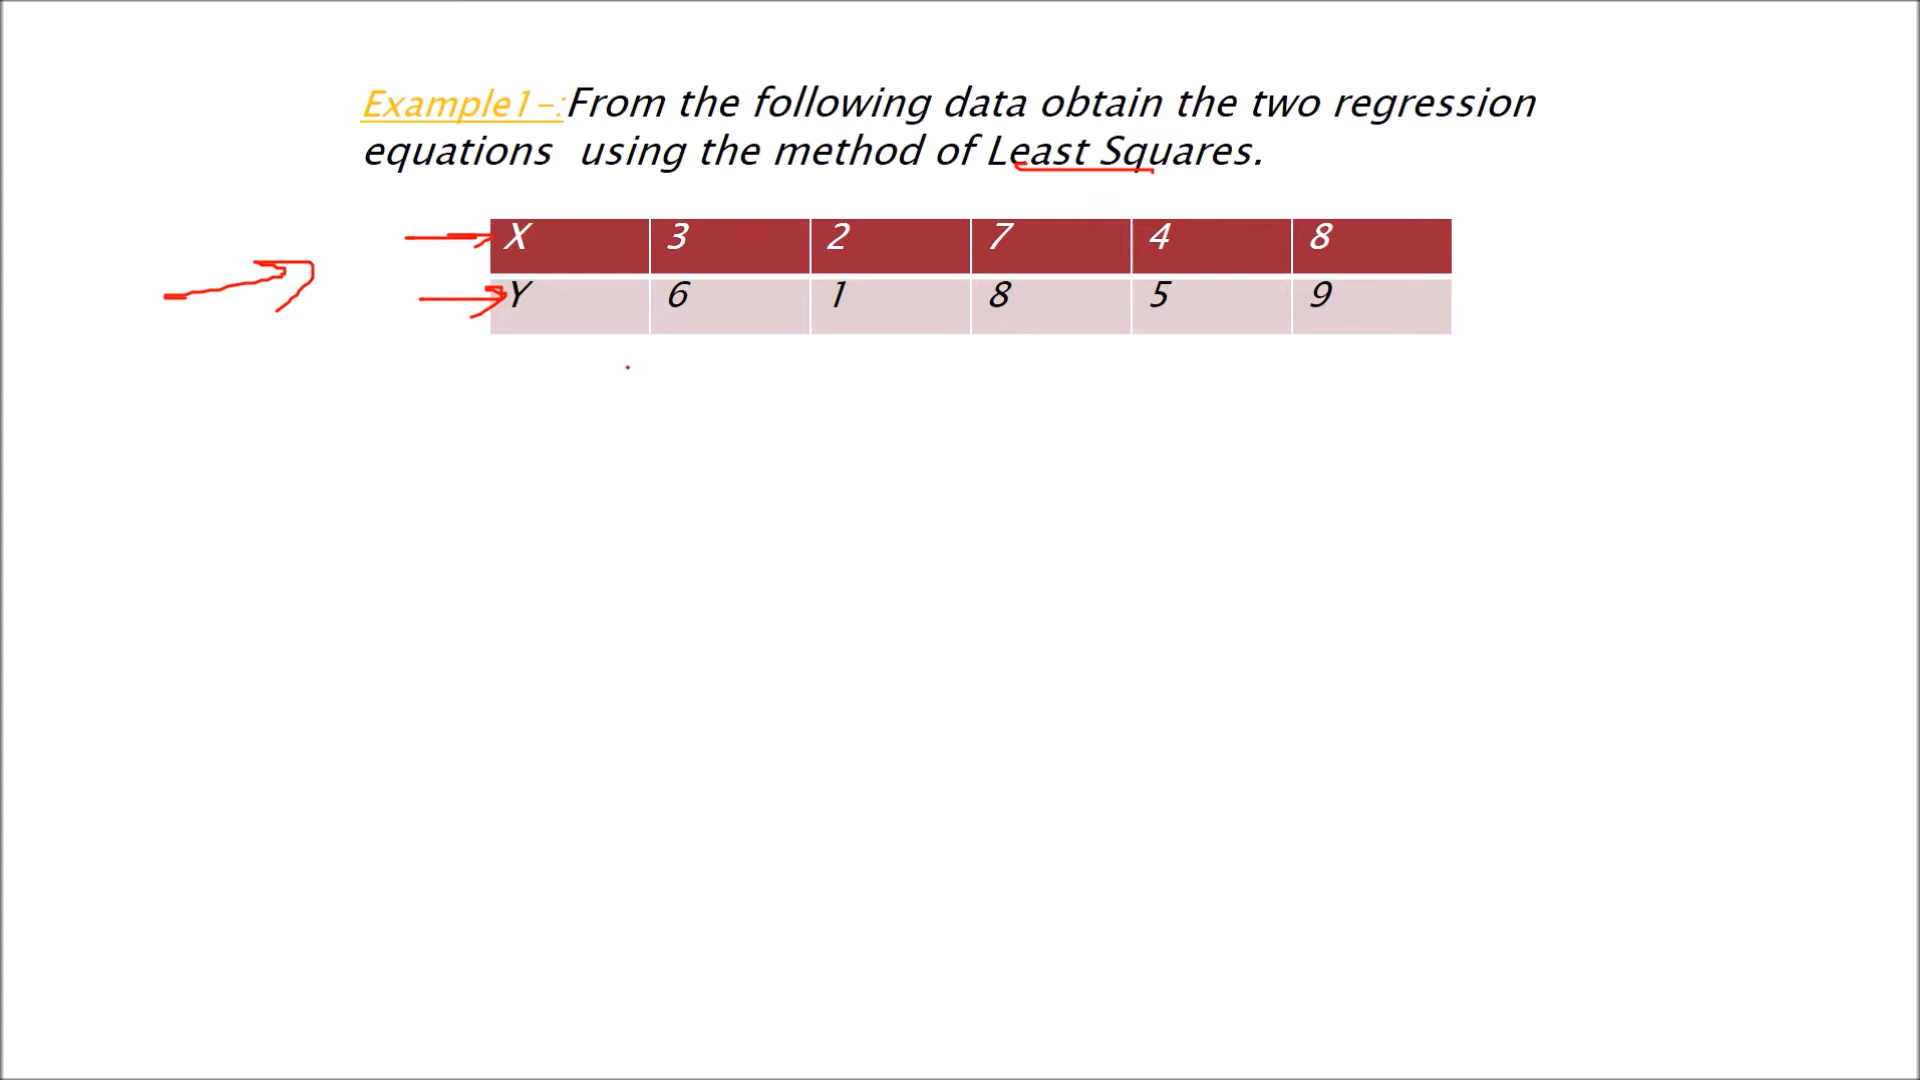 Example1-:From the following data obtain the two regression
equations using the method of Least Squares.
X 3 2 7 4 8
Y 6 1 8 5 9